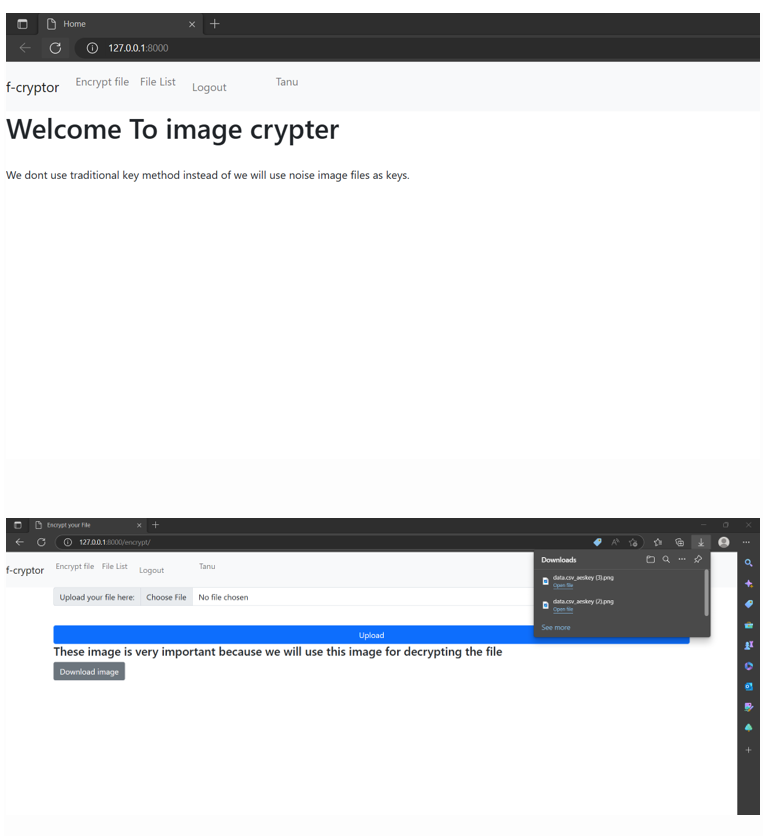 Home
127.0.0.1:8000
f-cryptor Encrypt file File List Logout Tanu
Welcome To image crypter
We dont use traditional key method instead of we will use noise image files as keys.
Encrypt your File
127.0.0.1:8000/encrypt/
f-cryptor Encrypt file File List Logout Tanu
Downloads
data.csv_aeskey (3).png
Open file
data.csv_aeskey (2).png
Open file
See more
Upload your file here: Choose File No file chosen
Upload
These image is very important because we will use this image for decrypting the file
Download image